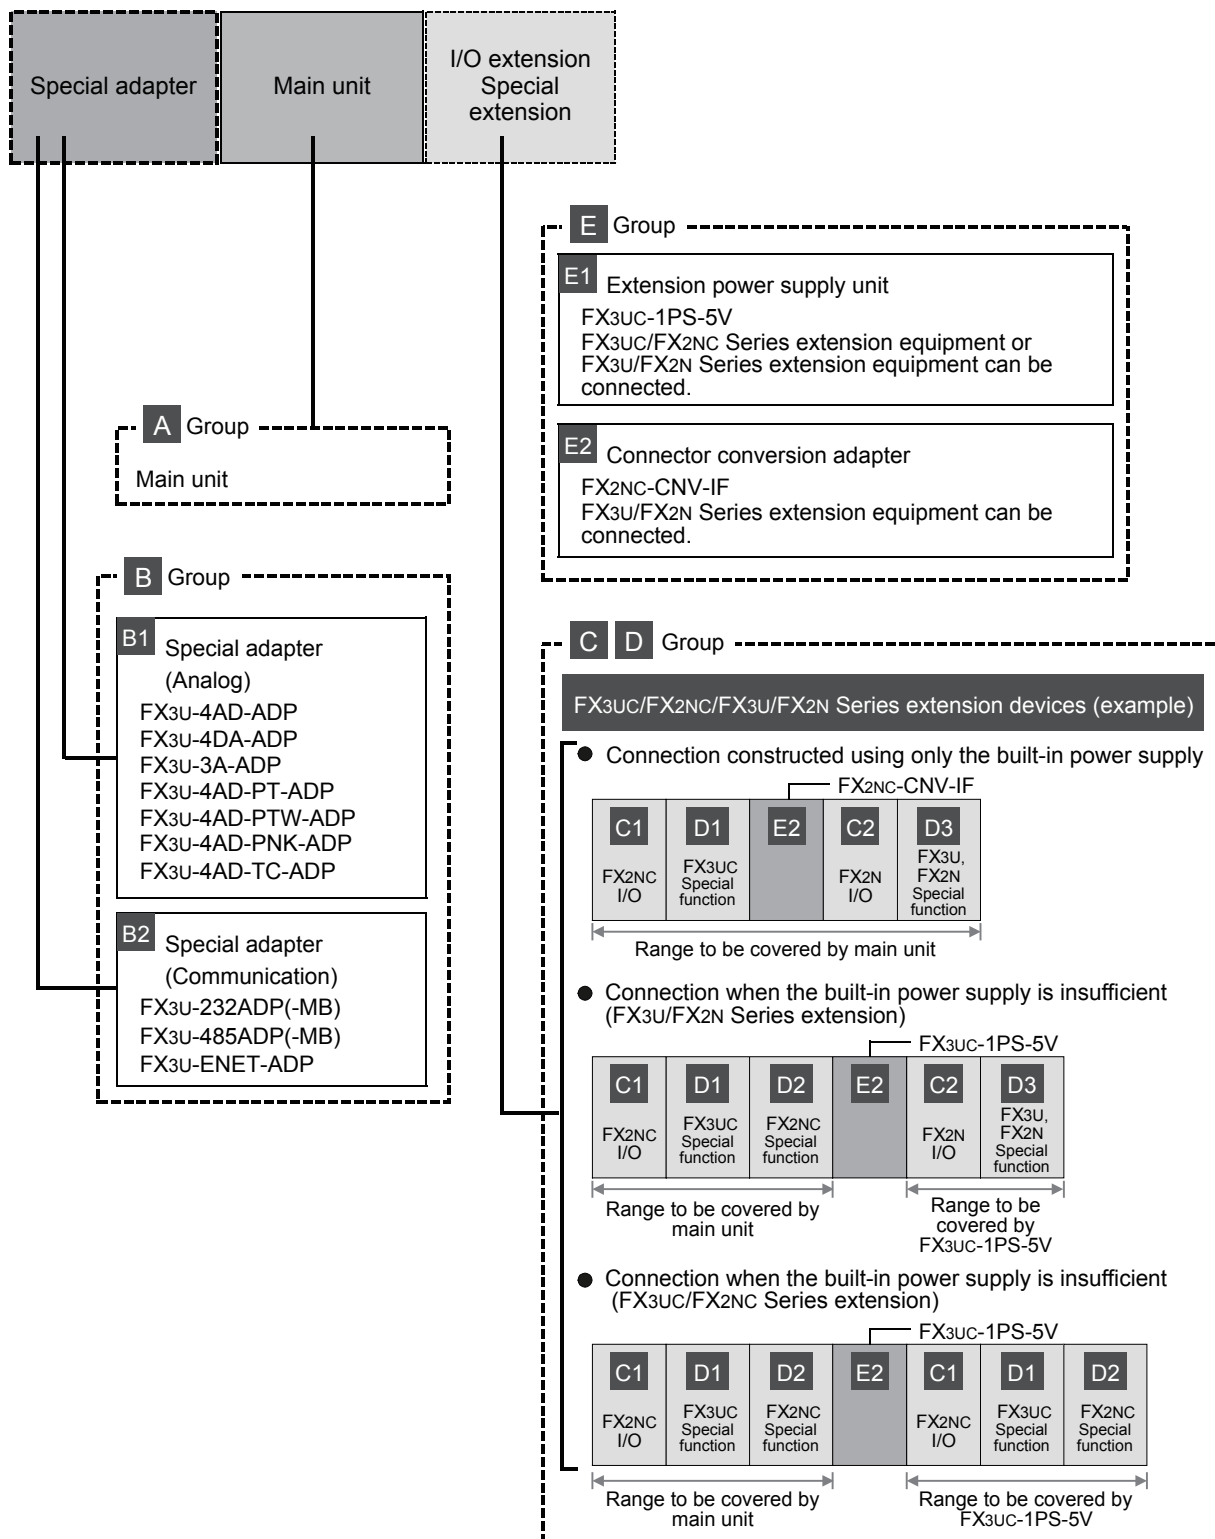 Special adapter
Main unit
I/O extension
Special
extension
E Group
E1 Extension power supply unit
FX3UC-1PS-5V
FX3UC/FX2NC Series extension equipment or
FX3U/FX2N Series extension equipment can be
connected.
E2 Connector conversion adapter
FX2NC-CNV-IF
FX3U/FX2N Series extension equipment can be
connected.
A Group
Main unit
B Group
B1 Special adapter
(Analog)
FX3U-4AD-ADP
FX3U-4DA-ADP
FX3U-3A-ADP
FX3U-4AD-PT-ADP
FX3U-4AD-PTW-ADP
FX3U-4AD-PNK-ADP
FX3U-4AD-TC-ADP
B2 Special adapter
(Communication)
FX3U-232ADP(-MB)
FX3U-485ADP(-MB)
FX3U-ENET-ADP
C D Group
FX3UC/FX2NC/FX3U/FX2N Series extension devices (example)
● Connection constructed using only the built-in power supply
FX2NC-CNV-IF
C1
FX2NC
I/O
D1
FX3UC
Special
function
E2
C2
FX2N
I/O
D3
FX3U,
FX2N
Special
function
Range to be covered by main unit
● Connection when the built-in power supply is insufficient
(FX3U/FX2N Series extension)
FX3UC-1PS-5V
C1
FX2NC
I/O
D1
FX3UC
Special
function
D2
FX2NC
Special
function
E2
C2
FX2N
I/O
D3
FX3U,
FX2N
Special
function
Range to be covered by
main unit
Range to be
covered by
FX3UC-1PS-5V
● Connection when the built-in power supply is insufficient
(FX3UC/FX2NC Series extension)
FX3UC-1PS-5V
C1
FX2NC
I/O
D1
FX3UC
Special
function
D2
FX2NC
Special
function
E2
C1
FX2NC
I/O
D1
FX3UC
Special
function
D2
FX2NC
Special
function
Range to be covered by
main unit
Range to be covered by
FX3UC-1PS-5V